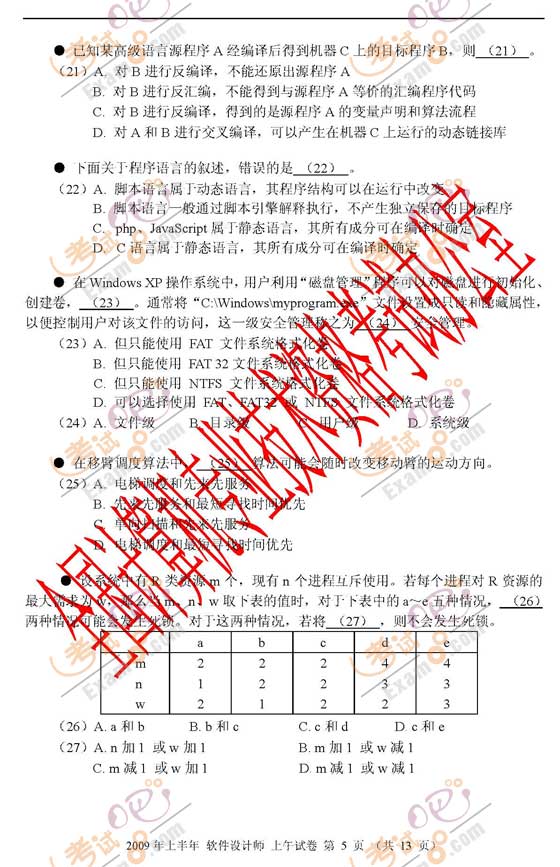 ● 已知某高级语言源程序 A 经编译后得到机器 C 上的目标程序 B，则 （21） 。
（21）A. 对 B 进行反编译，不能还原出源程序 A
B. 对 B 进行反汇编，不能得到与源程序 A 等价的汇编程序代码
C. 对 B 进行反编译，得到的是源程序 A 的变量声明和算法流程
D. 对 A 和 B 进行交叉编译，可以产生在机器 C 上运行的动态链接库
● 下面关于程序语言的叙述，错误的是 （22） 。
（22）A. 脚本语言属于动态语言，其程序结构可以在运行中改变
B. 脚本语言一般通过脚本引擎解释执行，不产生独立保存的目标程序
C. php、JavaScript 属于静态语言，其所有成分可在编译时确定
D. C 语言属于静态语言，其所有成分可在编译时确定
● 在 Windows XP 操作系统中，用户利用“磁盘管理”程序可以对磁盘进行初始化、
创建卷， （23） 。通常将“C:\Windows\myprogram.exe”文件设置成只读和隐藏属性，
以便控制用户对该文件的访问，这一级安全管理称之为 （24） 安全管理。
（23）A. 但只能使用 FAT 文件系统格式化卷
B. 但只能使用 FAT 32 文件系统格式化卷
C. 但只能使用 NTFS 文件系统格式化卷
D. 可以选择使用 FAT、FAT32 或 NTFS 文件系统格式化卷
（24）A. 文件级 B. 目录级 C. 用户级 D. 系统级
● 在移臂调度算法中， （25） 算法可能会随时改变移动臂的运动方向。
（25）A. 电梯调度和先来先服务
B. 先来先服务和最短寻找时间优先
C. 单向扫描和先来先服务
D. 电梯调度和最短寻找时间优先
● 设系统中有 R 类资源 m 个，现有 n 个进程互斥使用。若每个进程对 R 资源的
最大需求为 w，那么当 m、n、w 取下表的值时，对于下表中的 a～e 五种情况， （26）
两种情况可能会发生死锁。对于这两种情况，若将 （27） ，则不会发生死锁。
a b c d e
m 2 2 2 4 4
n 1 2 2 3 3
w 2 1 2 2 3
（26）A. a 和 b B. b 和 c C. c 和 d D. c 和 e
（27）A. n 加 1 或 w 加 1 B. m 加 1 或 w 减 1
C. m 减 1 或 w 加 1 D. m 减 1 或 w 减 1
2009 年上半年 软件设计师 上午试卷 第 5 页 （共 13 页）